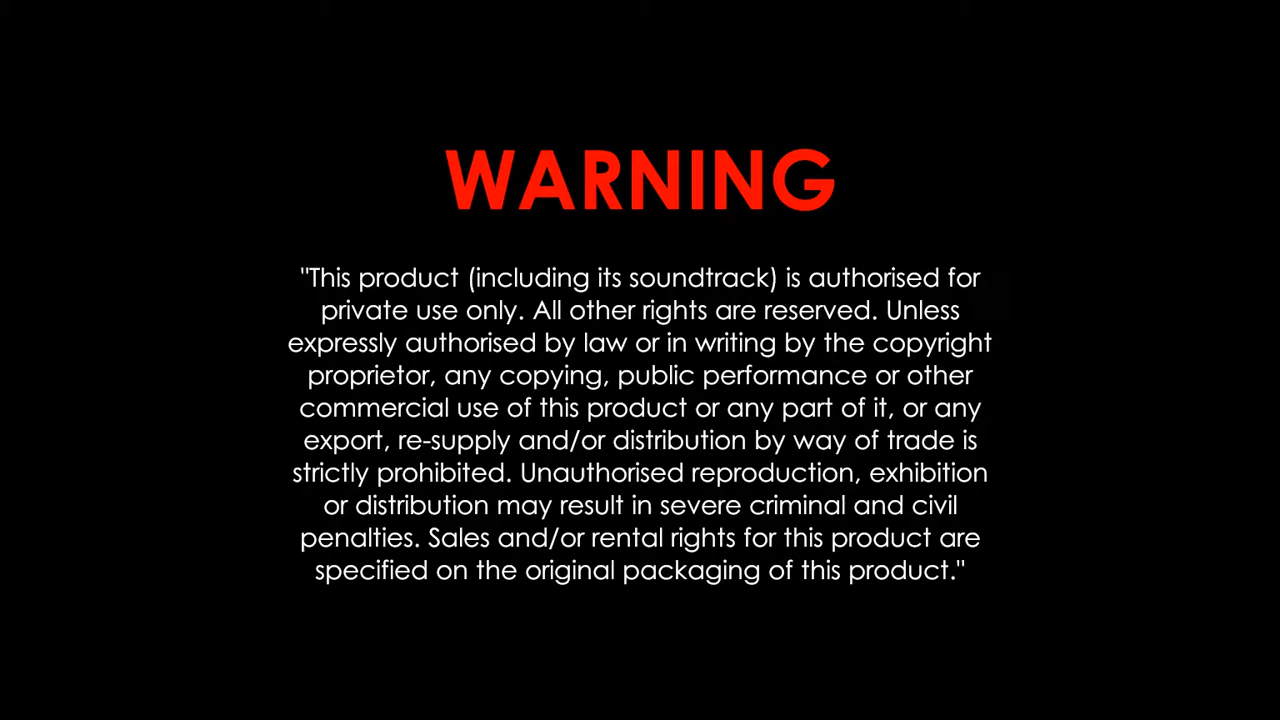 WARNING
"This product (including its soundtrack) is authorised for
private use only. All other rights are reserved. Unless
expressly authorised by law or in writing by the copyright
proprietor, any copying, public performance or other
commercial use of this product or any part of it, or any
export, re-supply and/or distribution by way of trade is
strictly prohibited. Unauthorised reproduction, exhibition
or distribution may result in severe criminal and civil
penalties. Sales and/or rental rights for this product are
specified on the original packaging of this product."